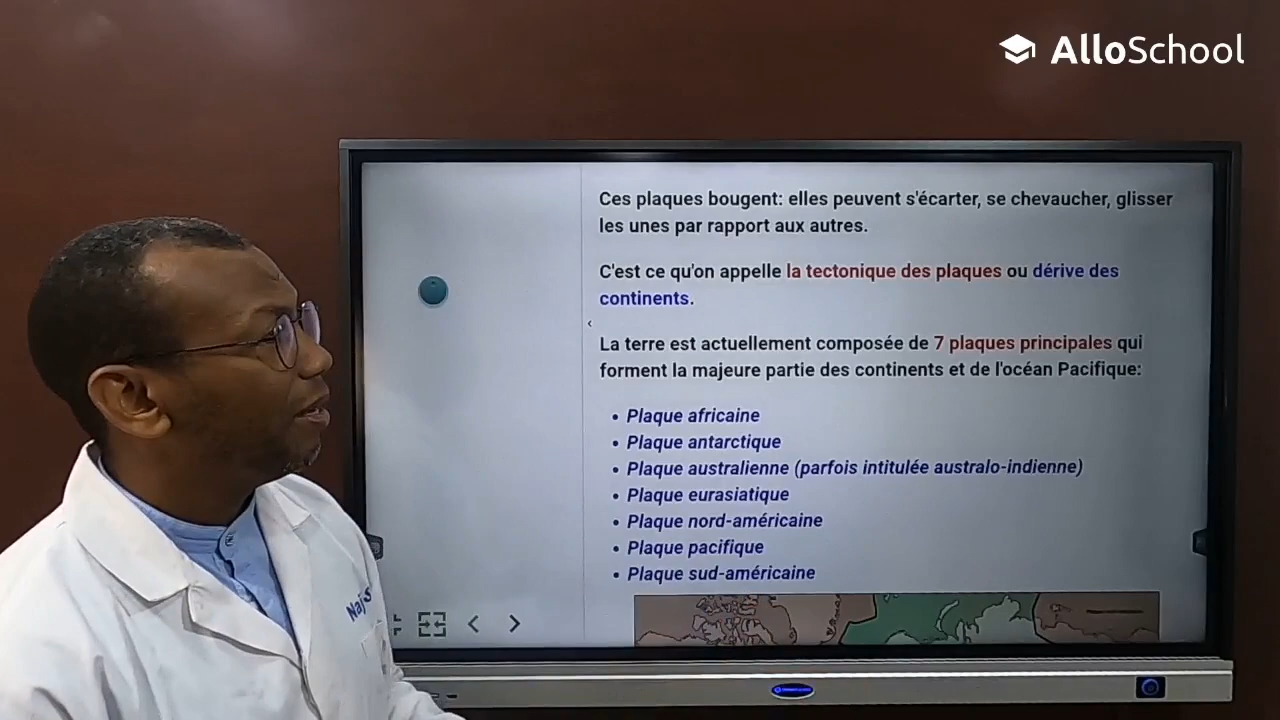 AlloSchool
Ces plaques bougent: elles peuvent s'écarter, se chevaucher, glisser
les unes par rapport aux autres.
C'est ce qu'on appelle la tectonique des plaques ou dérive des
continents.
La terre est actuellement composée de 7 plaques principales qui
forment la majeure partie des continents et de l'océan Pacifique:
• Plaque africaine
• Plaque antarctique
• Plaque australienne (parfois intitulée australo-indienne)
• Plaque eurasiatique
• Plaque nord-américaine
• Plaque pacifique
• Plaque sud-américaine